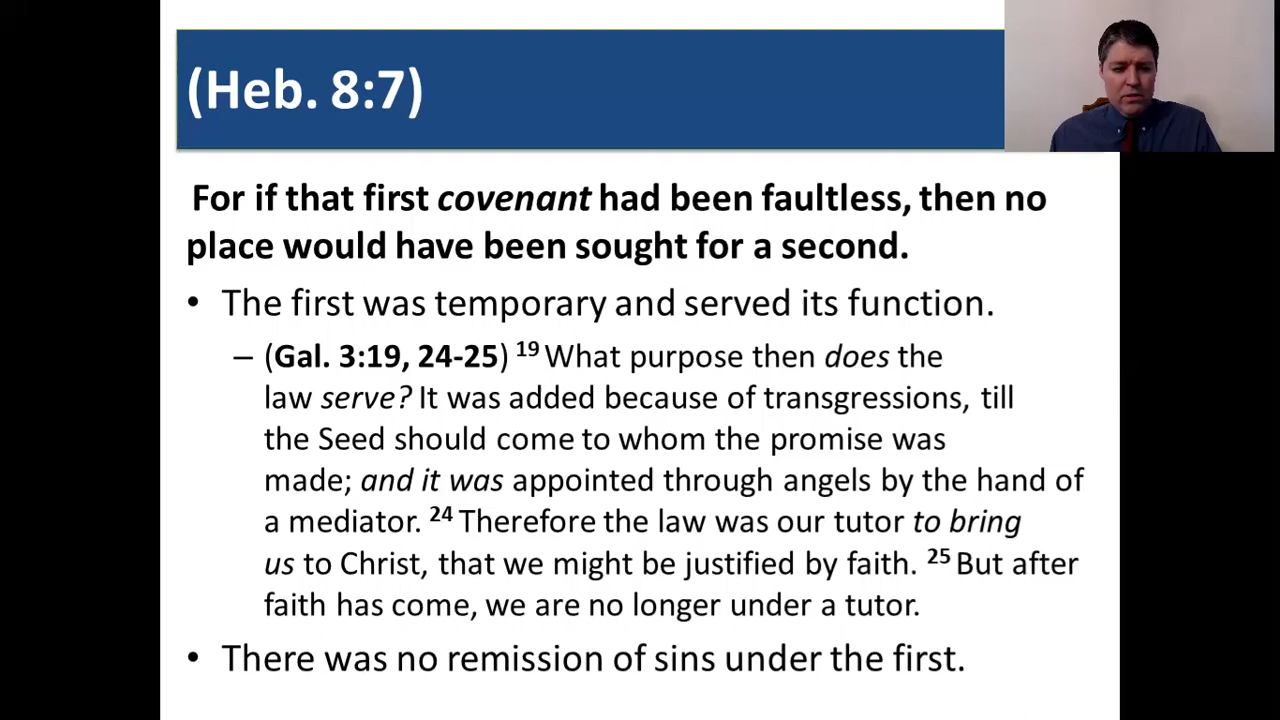 (Heb. 8:7)
For if that first covenant had been faultless, then no
place would have been sought for a second.
• The first was temporary and served its function.
– (Gal. 3:19, 24-25) 19 What purpose then does the
law serve? It was added because of transgressions, till
the Seed should come to whom the promise was
made; and it was appointed through angels by the hand of
a mediator. 24 Therefore the law was our tutor to bring
us to Christ, that we might be justified by faith. 25 But after
faith has come, we are no longer under a tutor.
• There was no remission of sins under the first.